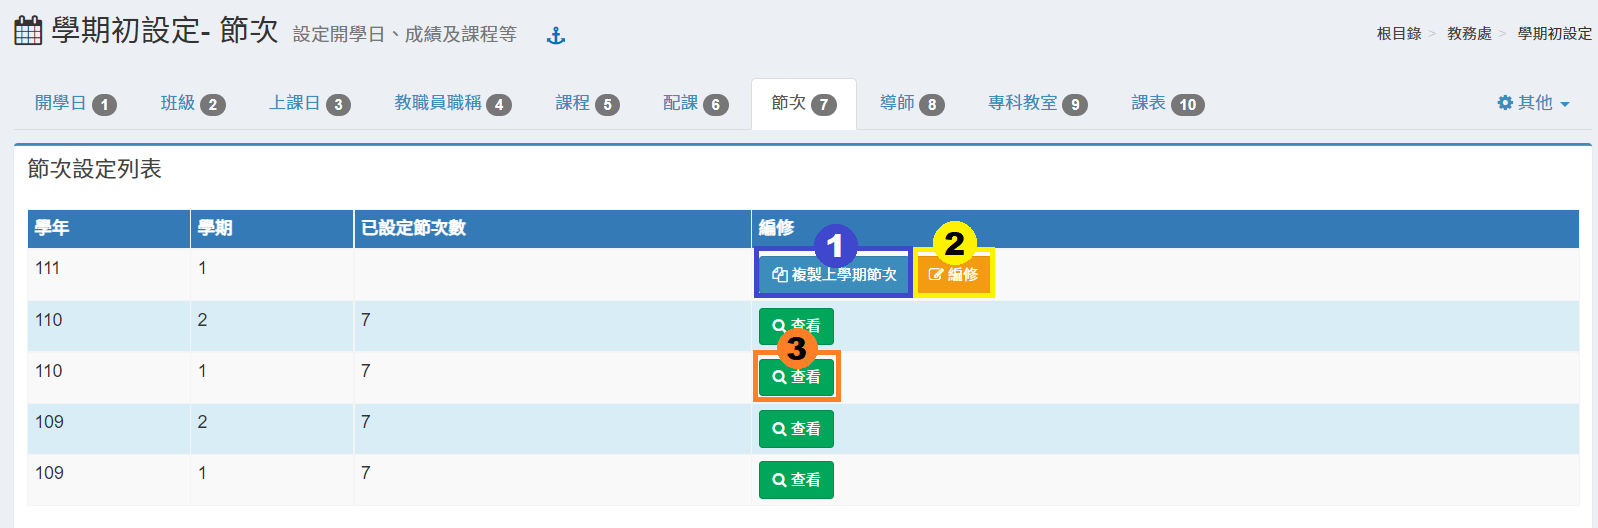 學期初設定- 節次 設定開學日、成績及課程等
根目錄 > 教務處 > 學期初設定
開學日 1 班級 2 上課日 3 教職員職稱 4 課程 5 配課 6 節次 7 導師 8 專科教室 9 課表 10 其他
節次設定列表
學年 學期 已設定節次數 編修
1 2
111 1 複製上學期節次 編修
110 2 7 查看
3
110 1 7 查看
109 2 7 查看
109 1 7 查看